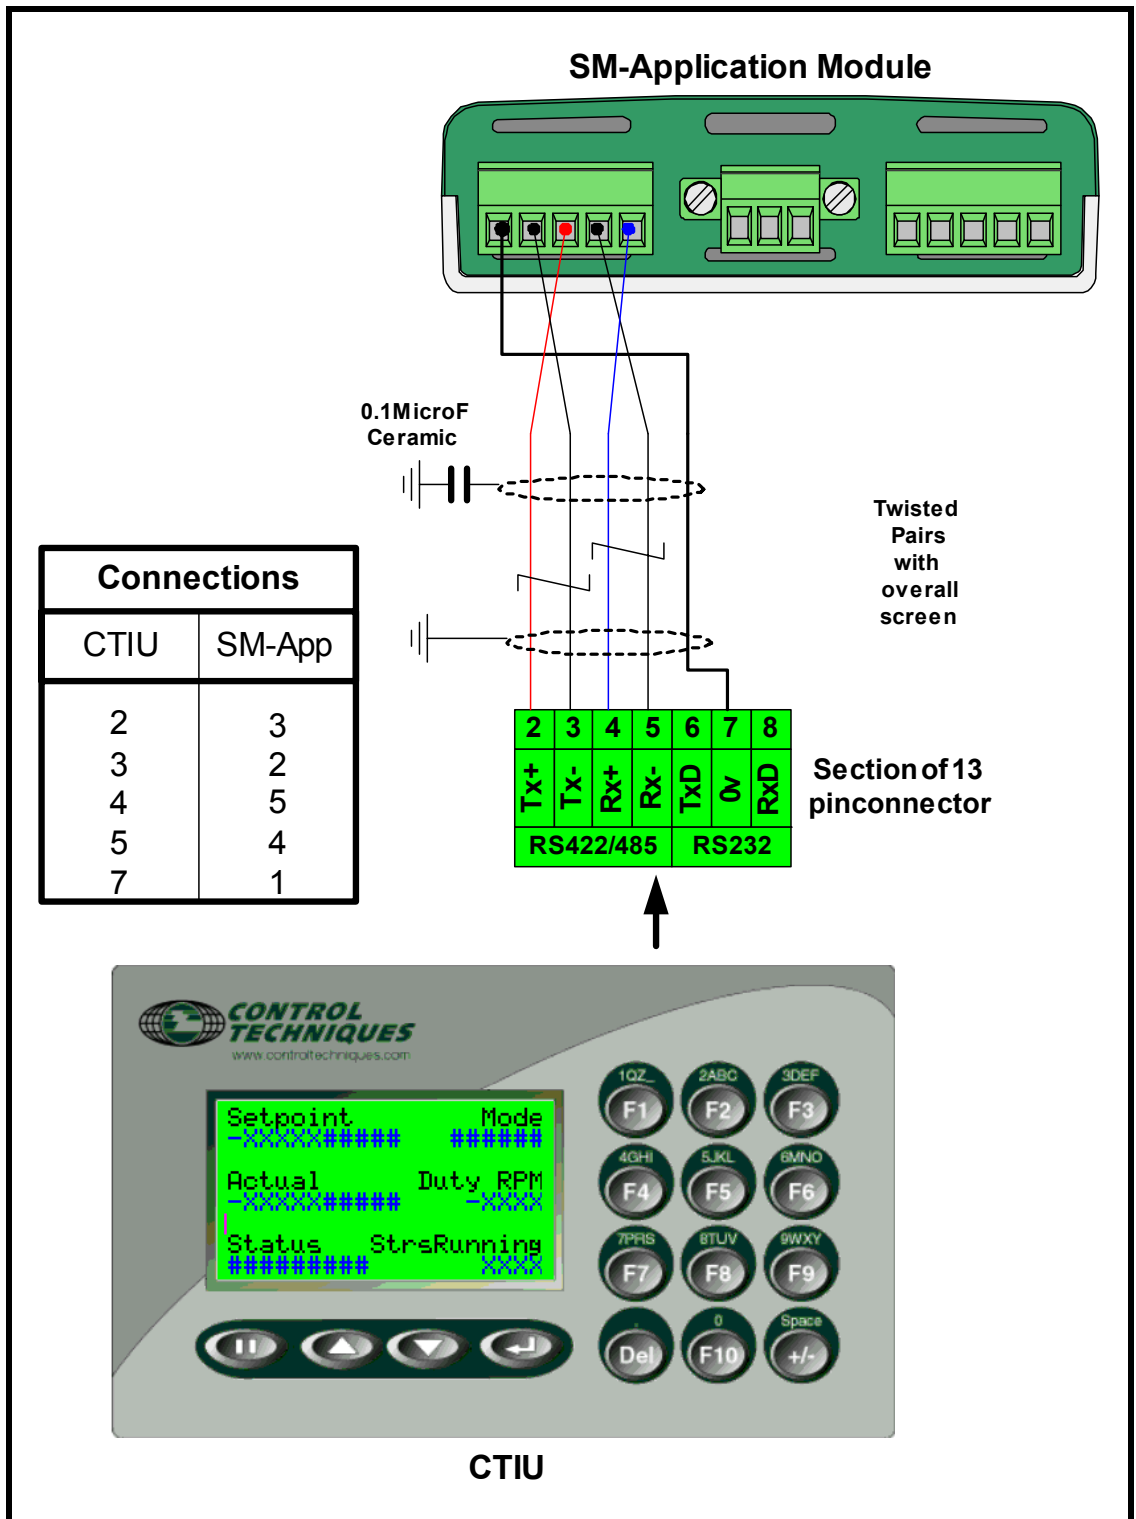 SM-Application Module
0.1MicroF
Ceramic
Twisted
Pairs
with
overall
screen
Connections
CTIU SM-App
2 3
3 2
4 5
5 4
7 1
2 3 4 5 6 7 8
Tx+ Tx- Rx+ Rx- TxD 0v RxD
RS422/485 RS232
Section of 13
pinconnector
CONTROL
TECHNIQUES
www.controltechniques.com
Setpoint Mode
-XXXXX##### ######
Actual Duty RPM
-XXXXX##### -XXXX
Status StrsRunning
######### XXXX
1QZ_ 2ABC 3DEF
F1 F2 F3
4GHI 5JKL 6MNO
F4 F5 F6
7PRS 8TUV 9WXY
F7 F8 F9
. 0 Space
Del F10 +/-
CTIU